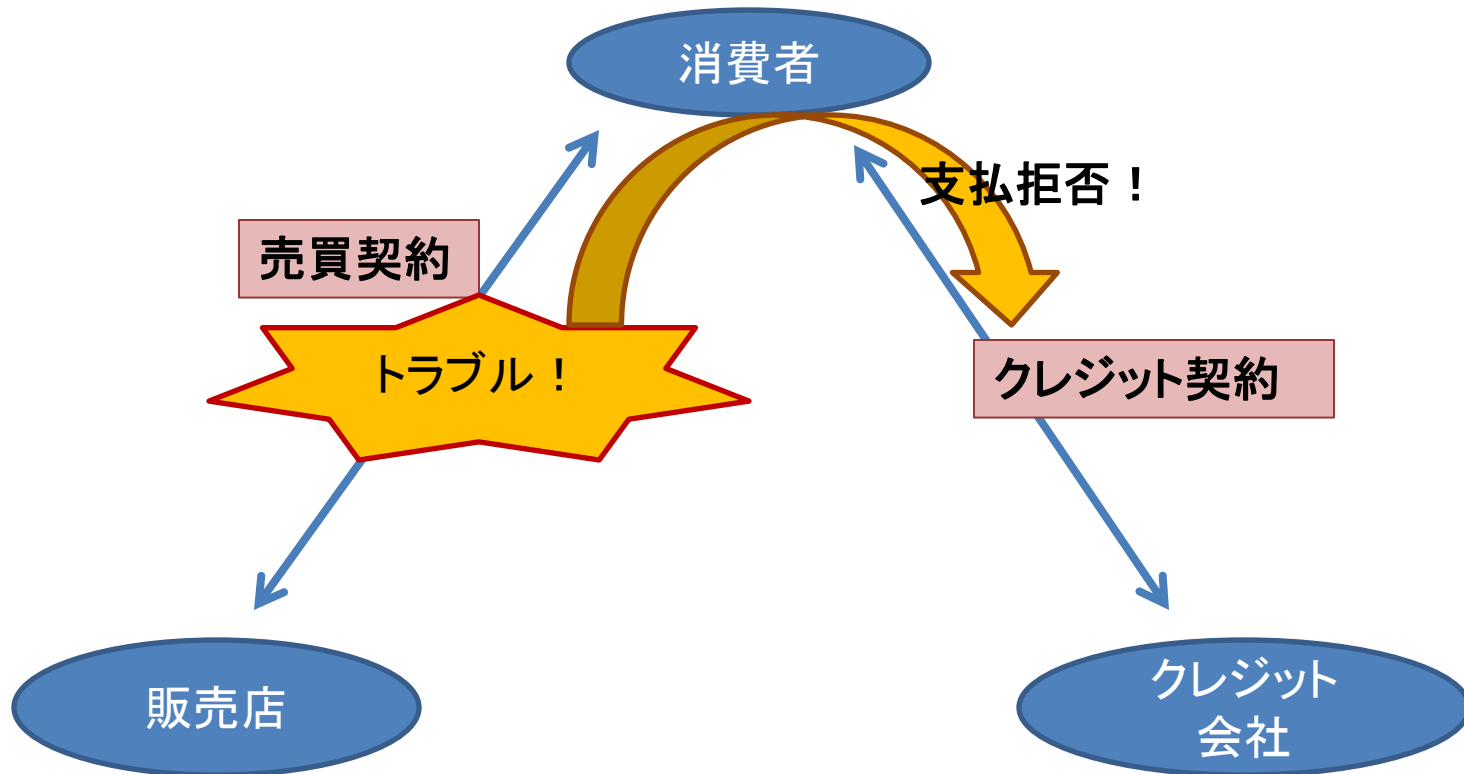 消費者
支払拒否！
売買契約
トラブル！
クレジット契約
販売店
クレジット
会社